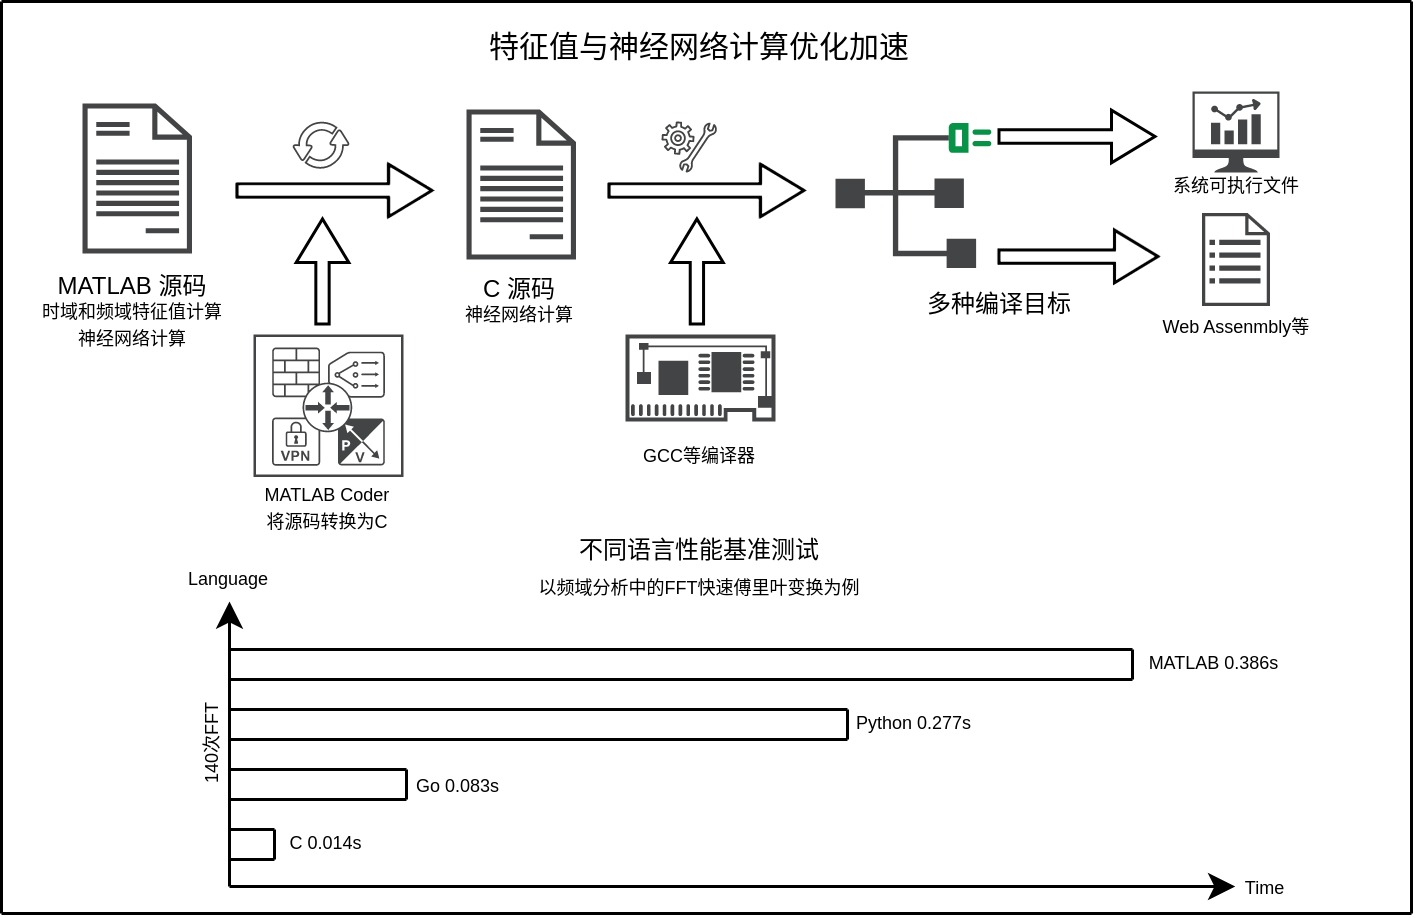 特征值与神经网络计算优化加速
MATLAB 源码
时域和频域特征值计算
神经网络计算
C 源码
神经网络计算
多种编译目标
系统可执行文件
Web Assenmbly等
VPN
P
V
MATLAB Coder
将源码转换为C
GCC等编译器
不同语言性能基准测试
以频域分析中的FFT快速傅里叶变换为例
Language
140次FFT
MATLAB 0.386s
Python 0.277s
Go 0.083s
C 0.014s
Time